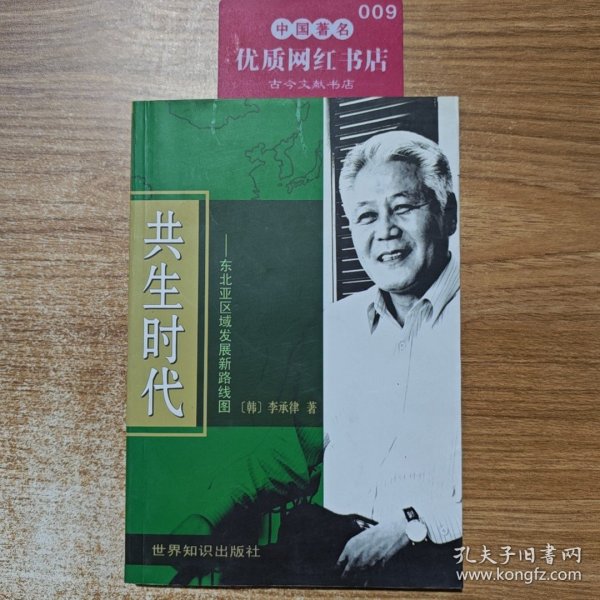 009
中国著名
优质网红书店
古今文献书店
共生时代
——东北亚区域发展新路线图
〔韩〕李承律 著
世界知识出版社
孔夫子旧书网
www.kongfz.com